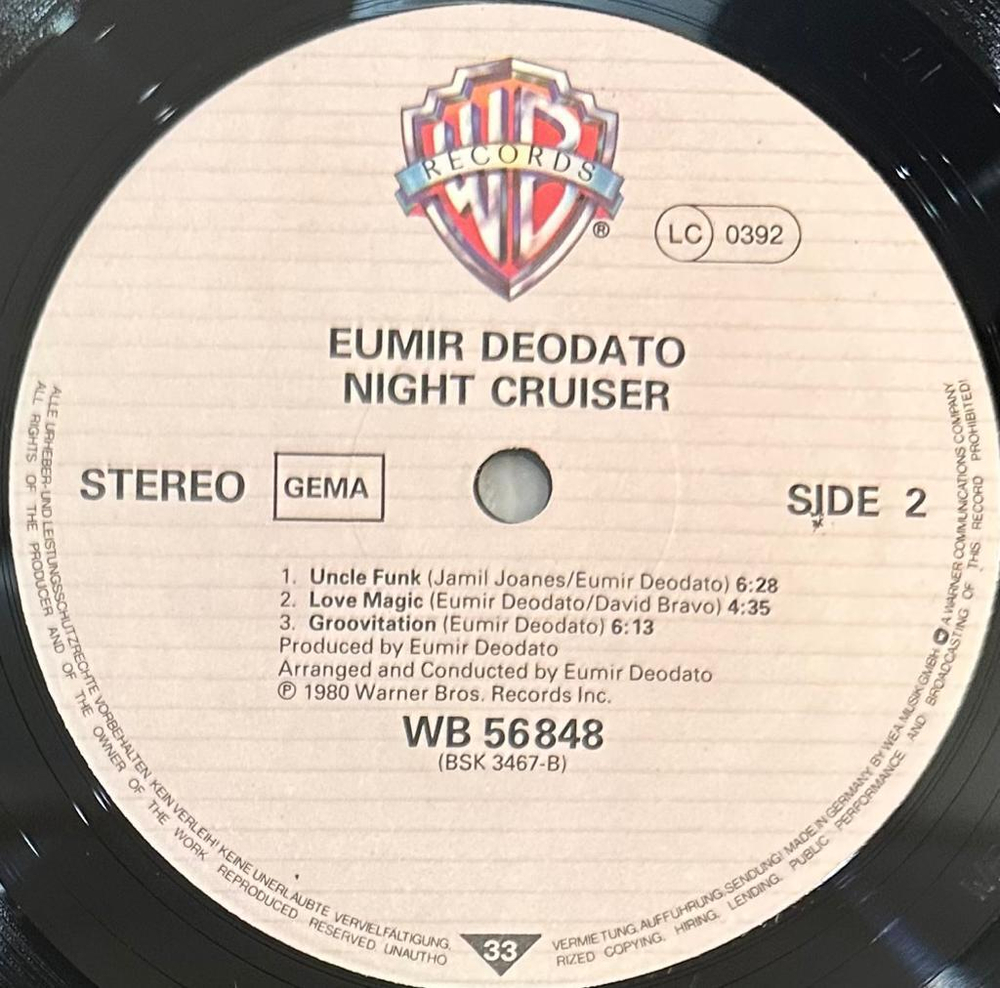 WB
RECORDS
®
LC 0392
EUMIR DEODATO
NIGHT CRUISER
STEREO
GEMA
SIDE 2
1. Uncle Funk (Jamil Joanes/Eumir Deodato) 6:28
2. Love Magic (Eumir Deodato/David Bravo) 4:35
3. Groovitation (Eumir Deodato) 6:13
Produced by Eumir Deodato
Arranged and Conducted by Eumir Deodato
℗ 1980 Warner Bros. Records Inc.
WB 56 848
(BSK 3467-B)
ALLE URHEBER- UND LEISTUNGSSCHUTZRECHTE VORBEHALTEN KEIN VERLEIH! KEINE UNERLAUBTE VERVIELFÄLTIGUNG,
VERMIETUNG, AUFFÜHRUNG, SENDUNG! MADE IN GERMANY BY WEA MUSIK GMBH A WARNER COMMUNICATIONS COMPANY
ALL RIGHTS OF THE PRODUCER AND OF THE OWNER OF THE WORK REPRODUCED RESERVED UNAUTHO
RIZED COPYING, HIRING, LENDING, PUBLIC PERFORMANCE AND BROADCASTING OF THIS RECORD PROHIBITED!
33